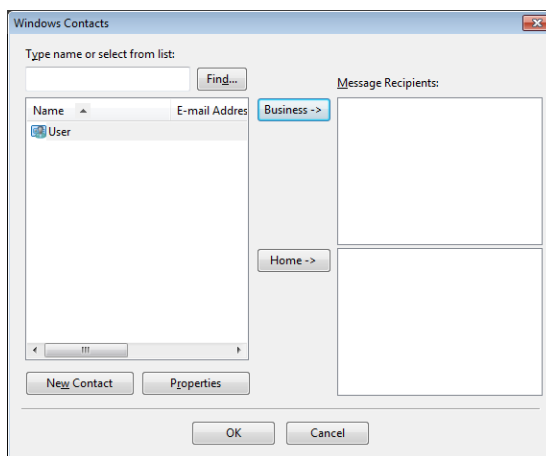 Windows Contacts
Type name or select from list:
Find...
Message Recipients:
Name
E-mail Addres
Business ->
User
Home ->
New Contact
Properties
OK
Cancel